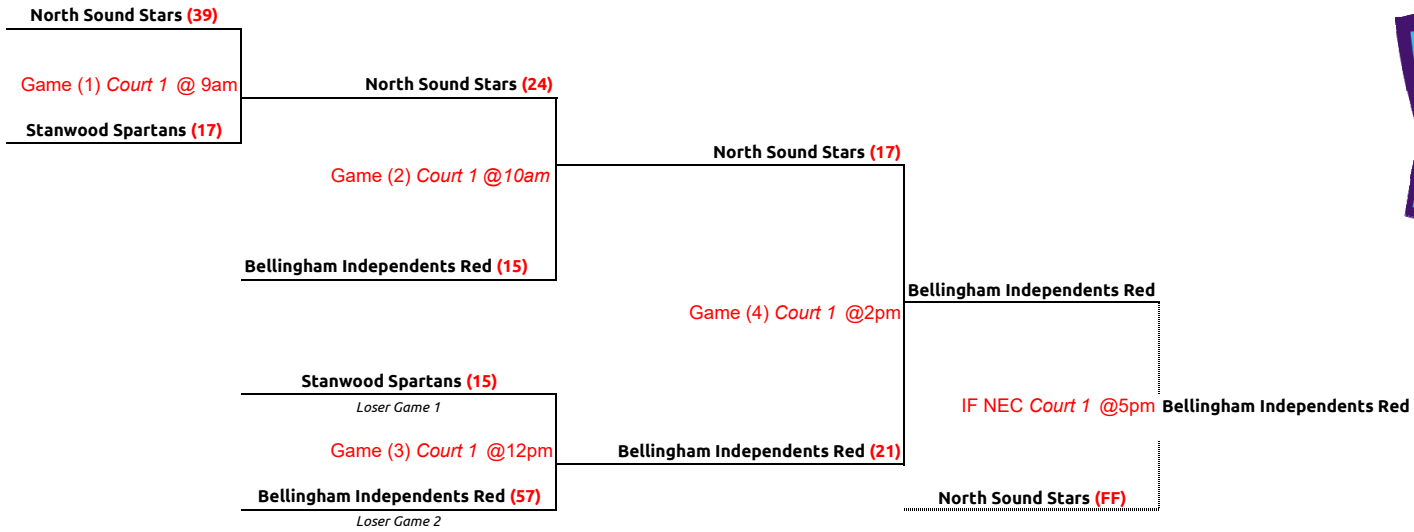 North Sound Stars (39)
Game (1) Court 1 @ 9am
North Sound Stars (24)
Stanwood Spartans (17)
North Sound Stars (17)
Game (2) Court 1 @10am
Bellingham Independents Red (15)
Bellingham Independents Red
Game (4) Court 1 @2pm
Stanwood Spartans (15)
Loser Game 1
IF NEC Court 1 @5pm Bellingham Independents Red
Game (3) Court 1 @12pm
Bellingham Independents Red (21)
Bellingham Independents Red (57)
North Sound Stars (FF)
Loser Game 2